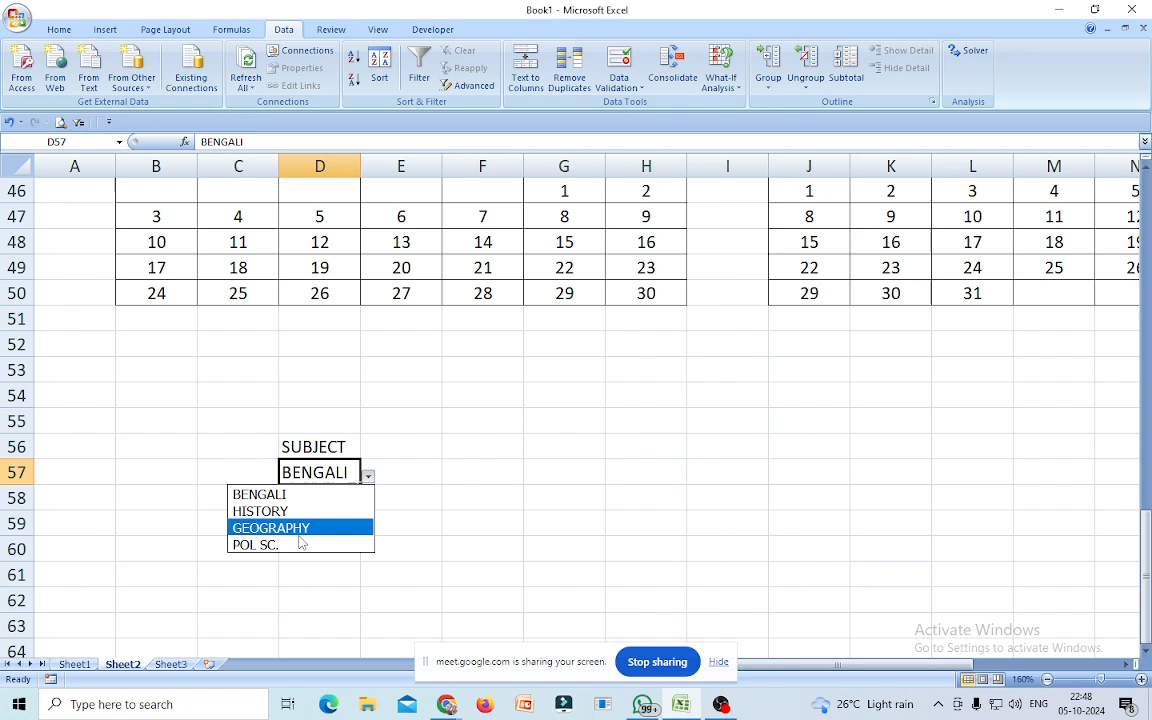 Book1 - Microsoft Excel
Home Insert Page Layout Formulas Data Review View Developer
From Access
From Web
From Text
From Other Sources
Existing Connections
Get External Data
Refresh All
Connections
Properties
Edit Links
Connections
Sort
Filter
Clear
Reapply
Advanced
Sort & Filter
Text to Columns
Remove Duplicates
Data Validation
Consolidate
What-If Analysis
Data Tools
Group
Ungroup
Subtotal
Show Detail
Hide Detail
Outline
Solver
Analysis
D57 fx BENGALI
A B C D E F G H I J K L M N
46 1 2 1 2 3 4 5
47 3 4 5 6 7 8 9 8 9 10 11
48 10 11 12 13 14 15 16 15 16 17 18
49 17 18 19 20 21 22 23 22 23 24 25
50 24 25 26 27 28 29 30 29 30 31
51
52
53
54
55
56 SUBJECT
57 BENGALI
58 BENGALI
HISTORY
59 GEOGRAPHY
60 POL SC.
61
62
63
64
Activate Windows
Go to Settings to activate Windows.
Sheet1 Sheet2 Sheet3
meet.google.com is sharing your screen. Stop sharing Hide
Ready 160%
Type here to search
99+
26°C Light rain
ENG
22:48
05-10-2024
8